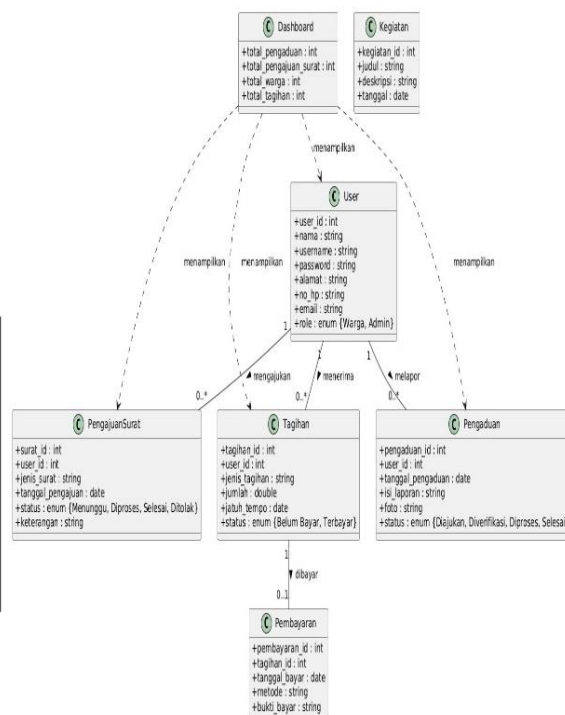 C Dashboard
+total_pengaduan : int
+total_pengajuan_surat : int
+total_warga : int
+total_tagihan : int
C Kegiatan
+kegiatan_id : int
+judul : string
+deskripsi : string
+tanggal : date
menampilkan
C User
+user_id : int
+nama : string
+username : string
+password : string
+alamat : string
+no_hp : string
+email : string
+role : enum {Warga, Admin}
menampilkan
menampilkan
menampilkan
1
1
1
mengajukan
menerima
melapor
0..*
0..*
0..*
C PengajuanSurat
+surat_id : int
+user_id : int
+jenis_surat : string
+tanggal_pengajuan : date
+status : enum {Menunggu, Diproses, Selesai, Ditolak}
+keterangan : string
C Tagihan
+tagihan_id : int
+user_id : int
+jenis_tagihan : string
+jumlah : double
+jatuh_tempo : date
+status : enum {Belum Bayar, Terbayar}
C Pengaduan
+pengaduan_id : int
+user_id : int
+tanggal_pengaduan : date
+isi_laporan : string
+foto : string
+status : enum {Diajukan, Diverifikasi, Diproses, Selesai
1
dibayar
0..1
C Pembayaran
+pembayaran_id : int
+tagihan_id : int
+tanggal_bayar : date
+metode : string
+bukti_bayar : string